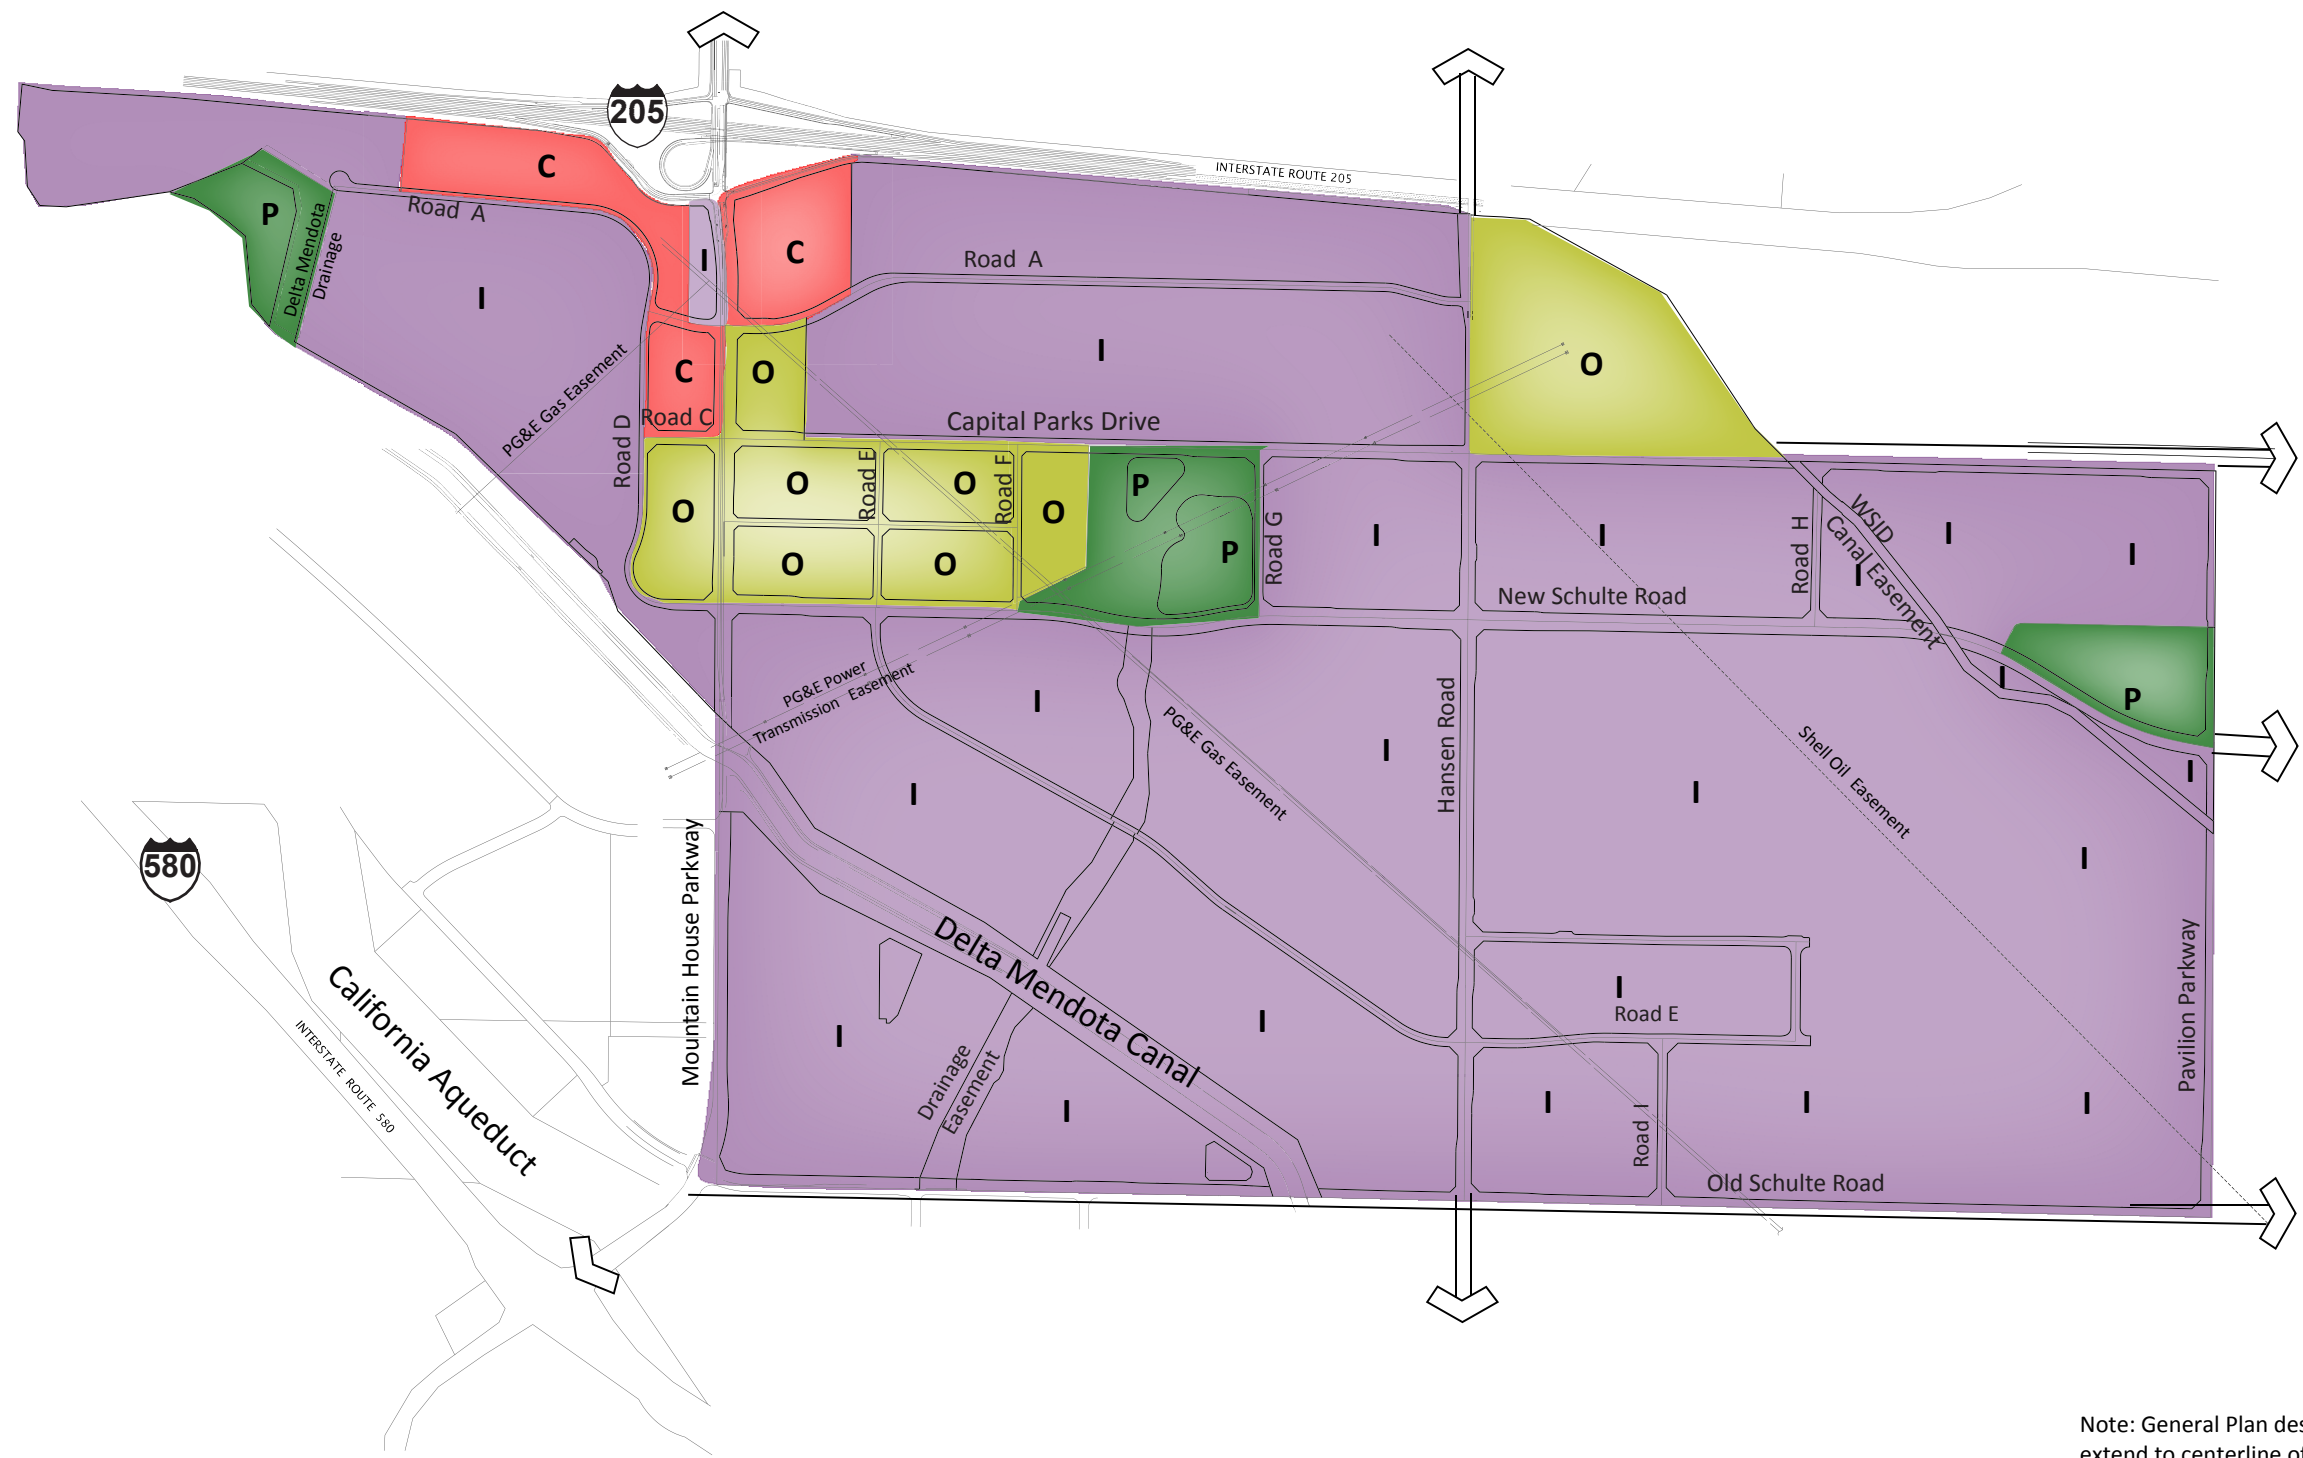 205
INTERSTATE ROUTE 205
C
P
Road A
Delta Mendota
Drainage
I
I
C
Road A
I
C
O
O
PG&E Gas Easement
Road D
Road C
Capital Parks Drive
O
O
Road E
O
Road F
O
P
P
O
O
Road G
I
I
Road H
WSID
Canal Easement
I
I
I
New Schulte Road
PG&E Power
Transmission Easement
I
I
P
PG&E Gas Easement
Hansen Road
I
I
I
Shell Oil Easement
I
I
580
Mountain House Parkway
California Aqueduct
INTERSTATE ROUTE 580
Delta Mendota Canal
Pavilion Parkway
I
Road E
I
I
Drainage
Easement
I
I
Road I
I
I
Old Schulte Road
Note: General Plan des
extend to centerline of